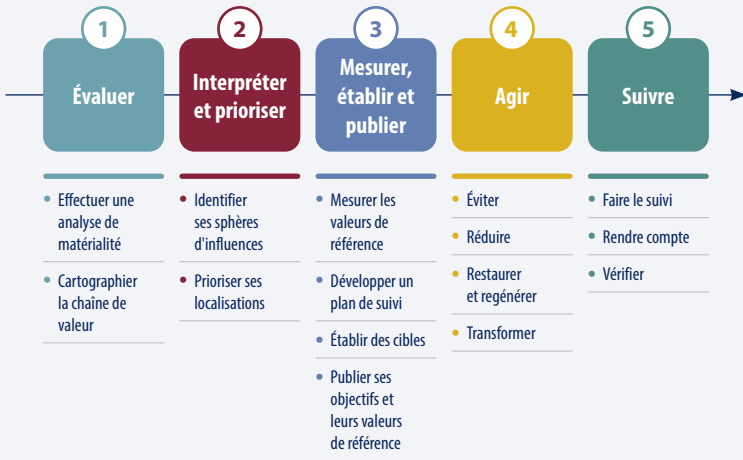 1
Évaluer
• Effectuer une
analyse de
matérialité
• Cartographier
la chaîne de
valeur
2
Interpréter
et prioriser
• Identifier
ses sphères
d'influences
• Prioriser ses
localisations
3
Mesurer,
établir et
publier
• Mesurer les
valeurs de
référence
• Développer un
plan de suivi
• Établir des cibles
• Publier ses
objectifs et
leurs valeurs
de référence
4
Agir
• Éviter
• Réduire
• Restaurer
et regénérer
• Transformer
5
Suivre
• Faire le suivi
• Rendre compte
• Vérifier